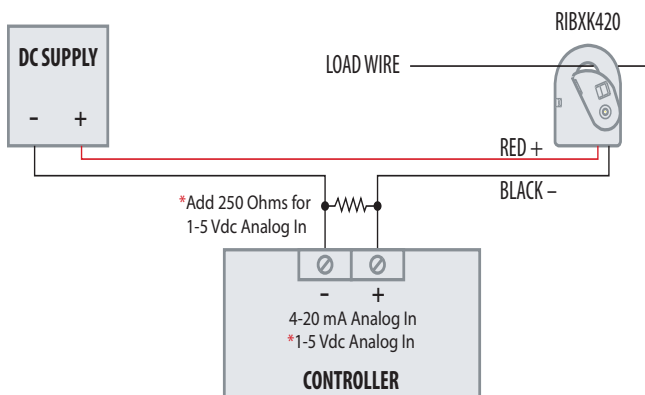 RIBXK420
DC SUPPLY
LOAD WIRE
- +
RED +
BLACK –
*Add 250 Ohms for
1-5 Vdc Analog In
- +
4-20 mA Analog In
*1-5 Vdc Analog In
CONTROLLER